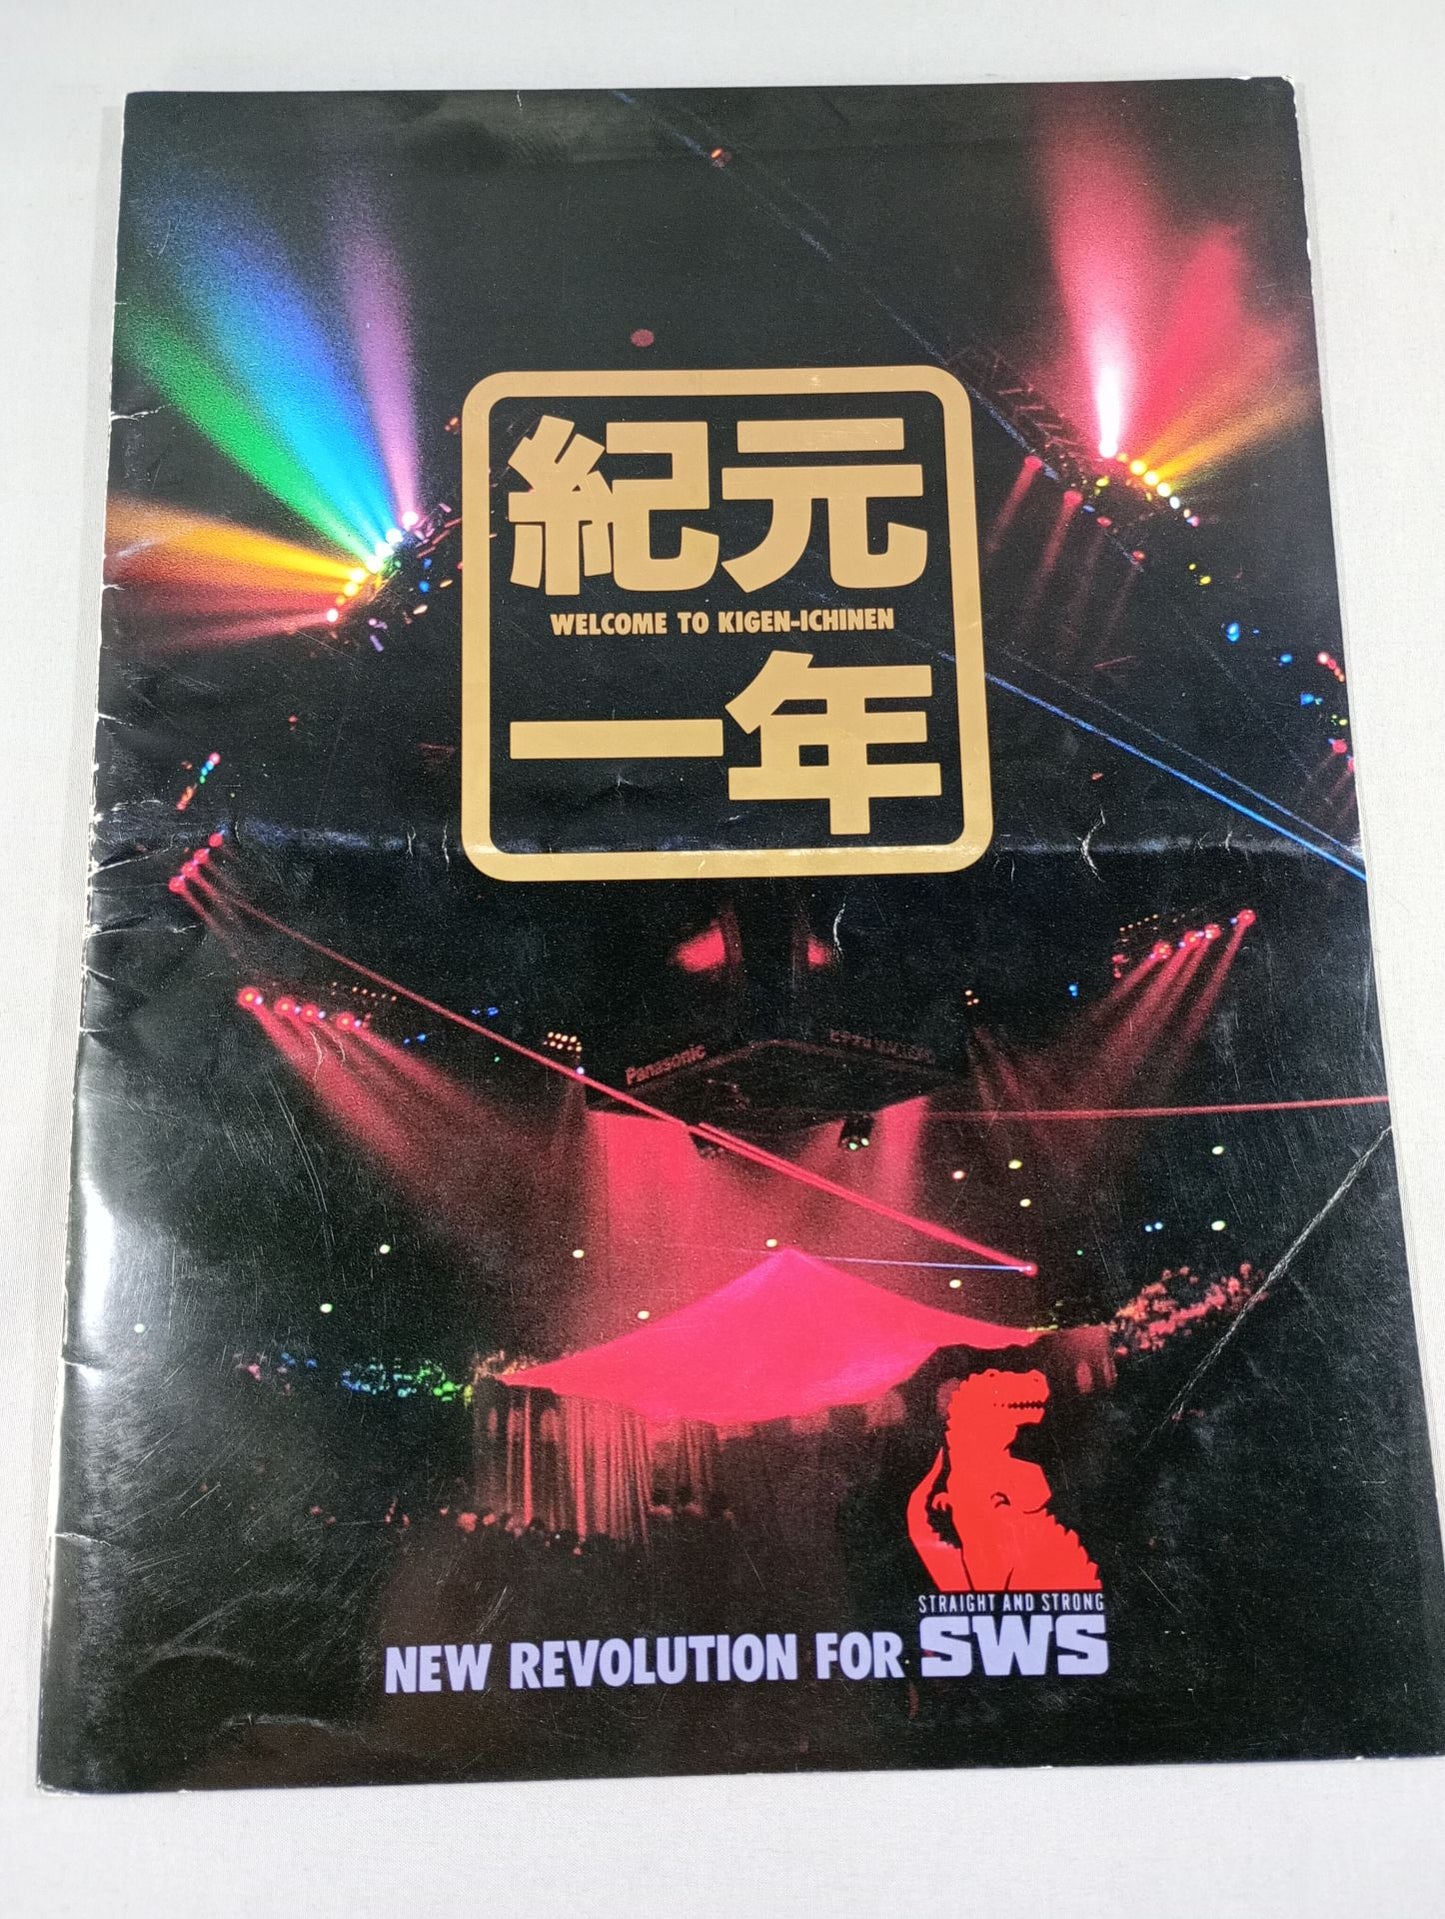 紀元
WELCOME TO KIGEN-ICHINEN
一年
Panasonic
STRAIGHT AND STRONG
NEW REVOLUTION FOR SWS